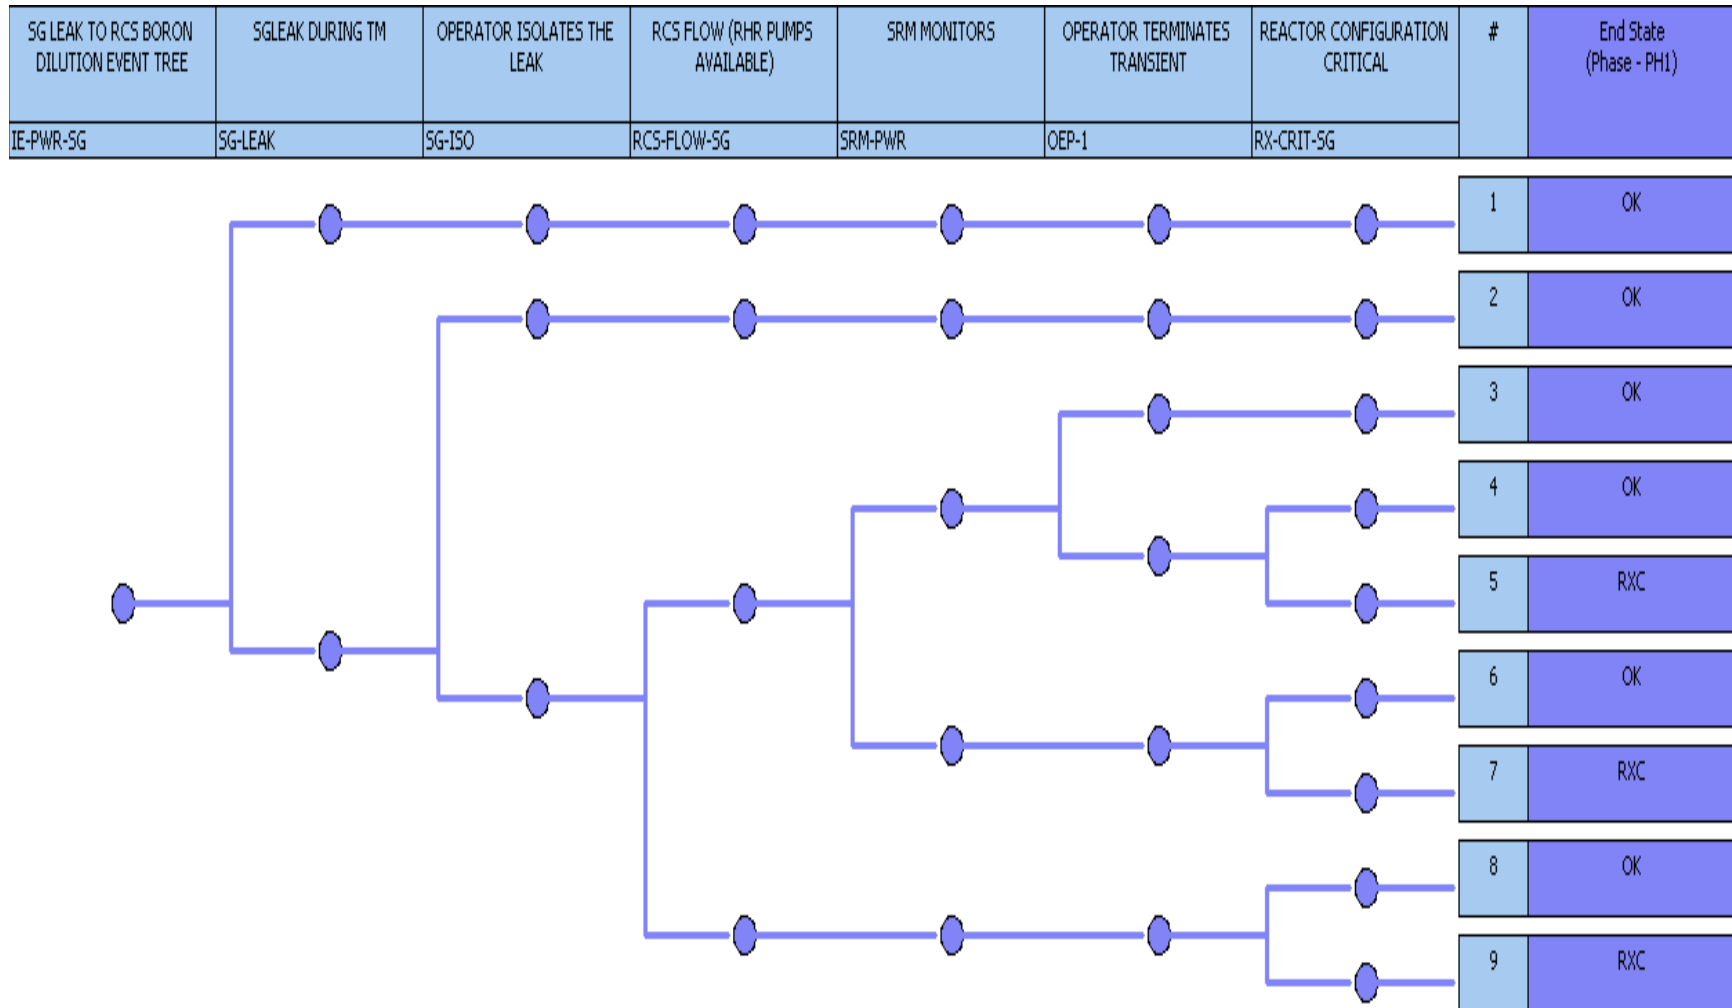 SG LEAK TO RCS BORON
DILUTION EVENT TREE
SGLEAK DURING TM
OPERATOR ISOLATES THE
LEAK
RCS FLOW (RHR PUMPS
AVAILABLE)
SRM MONITORS
OPERATOR TERMINATES
TRANSIENT
REACTOR CONFIGURATION
CRITICAL
#
End State
(Phase - PH1)
IE-PWR-SG
SG-LEAK
SG-ISO
RCS-FLOW-SG
SRM-PWR
OEP-1
RX-CRIT-SG
1 OK
2 OK
3 OK
4 OK
5 RXC
6 OK
7 RXC
8 OK
9 RXC